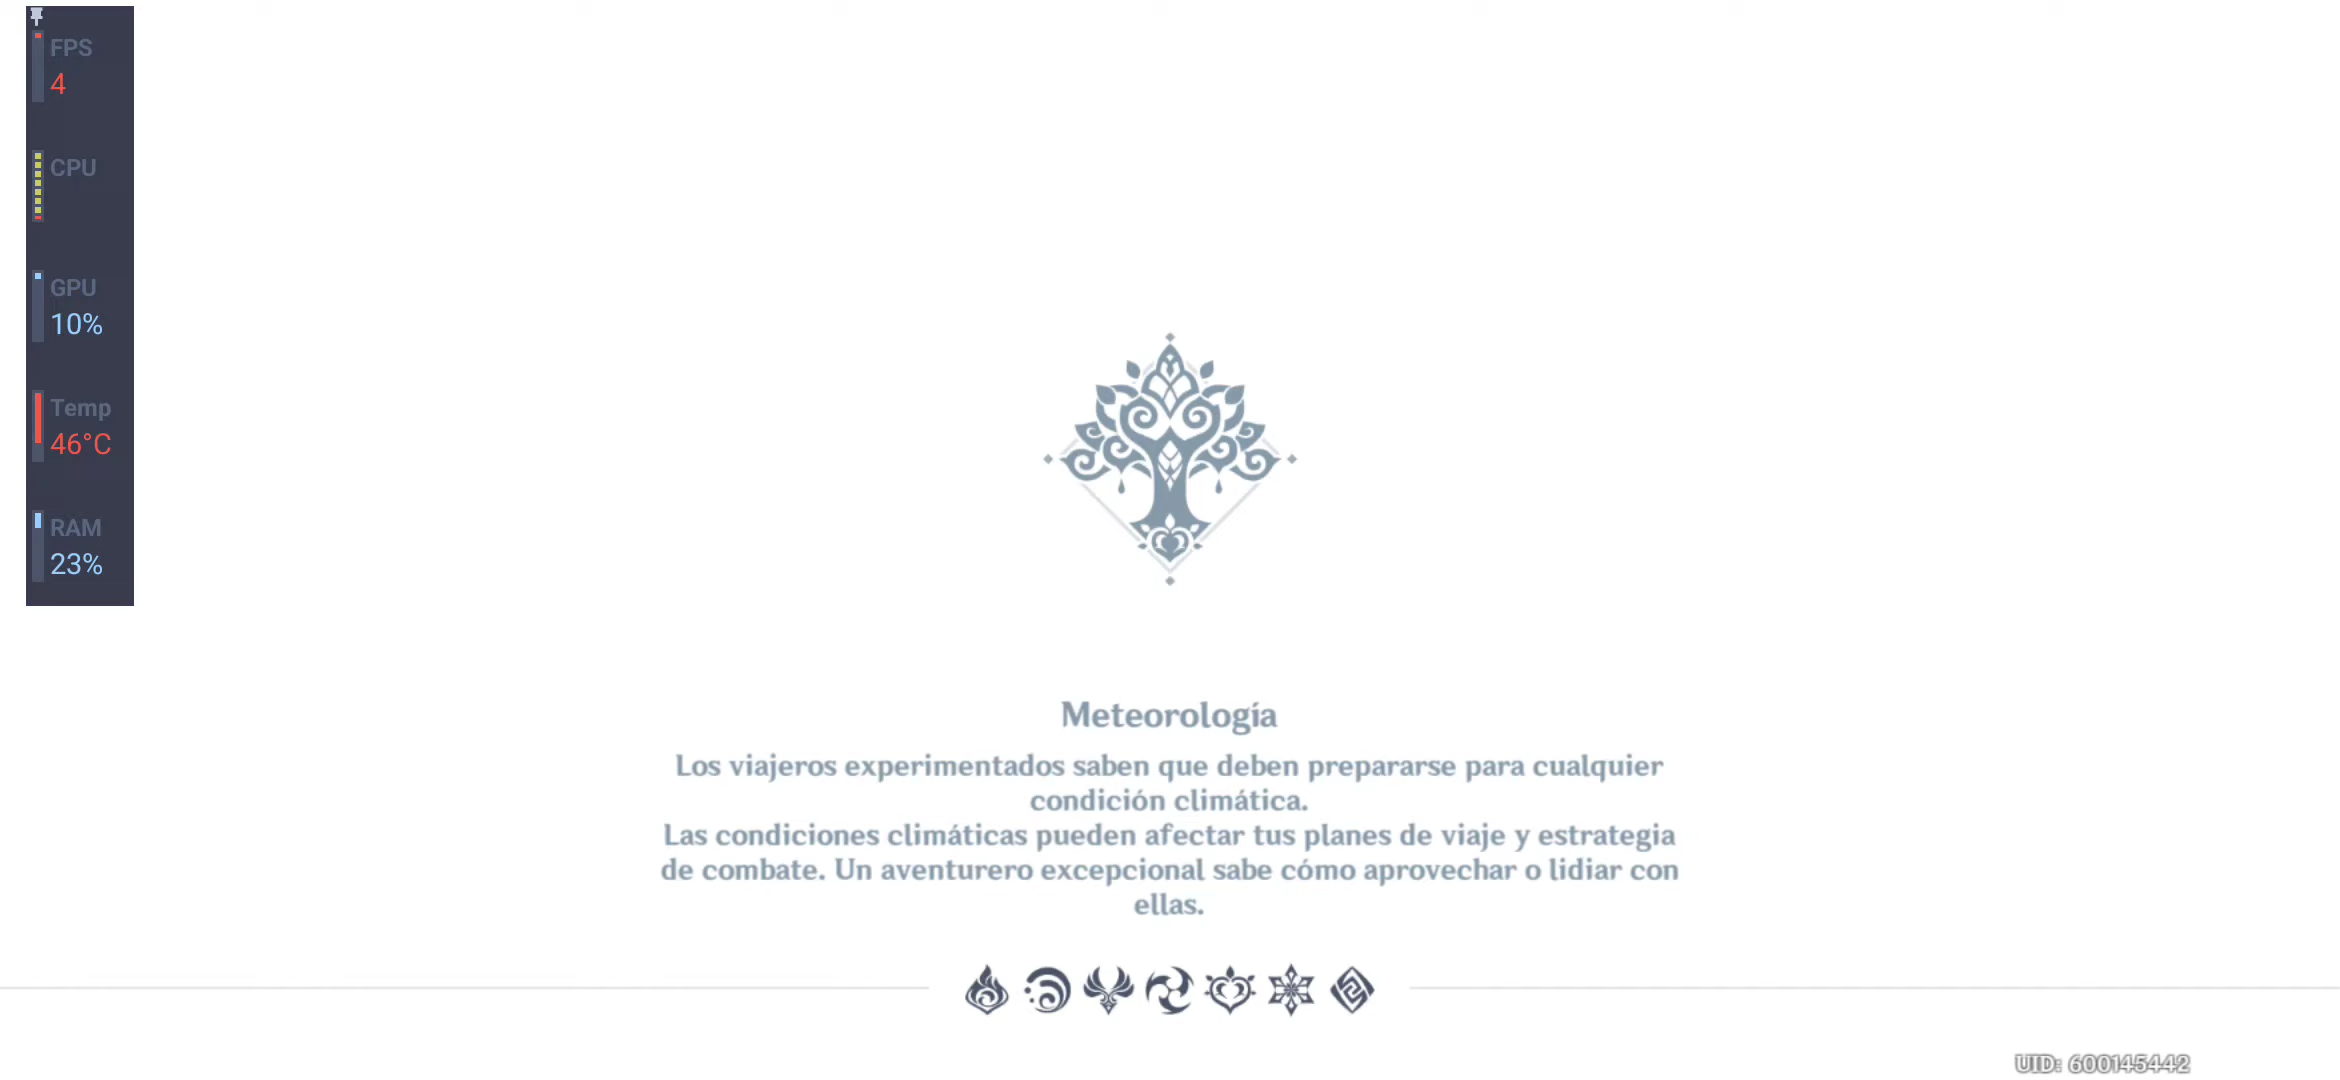 FPS
4
CPU
GPU
10%
Temp
46°C
RAM
23%
Meteorología
Los viajeros experimentados saben que deben prepararse para cualquier
condición climática.
Las condiciones climáticas pueden afectar tus planes de viaje y estrategia
de combate. Un aventurero excepcional sabe cómo aprovechar o lidiar con
ellas.
UID: 600145442